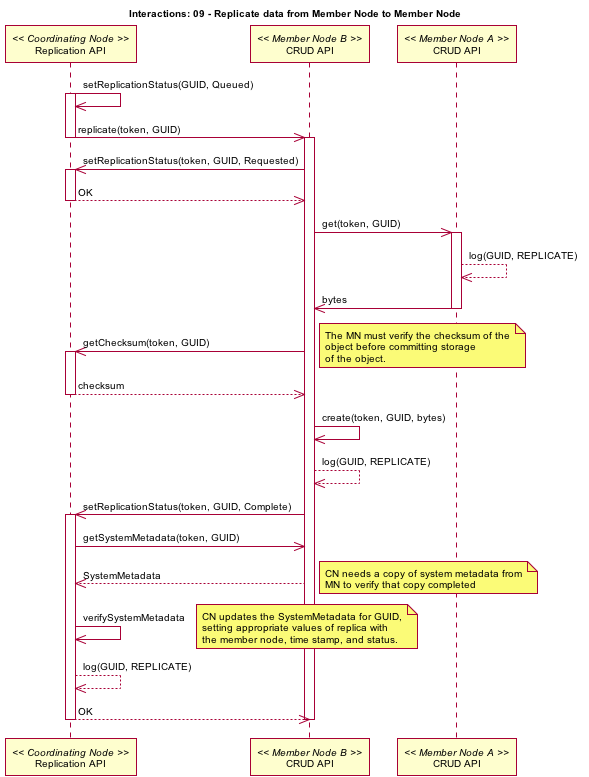 Interactions: 09 - Replicate data from Member Node to Member Node
<< Coordinating Node >>
Replication API
<< Member Node B >>
CRUD API
<< Member Node A >>
CRUD API
setReplicationStatus(GUID, Queued)
replicate(token, GUID)
setReplicationStatus(token, GUID, Requested)
OK
get(token, GUID)
log(GUID, REPLICATE)
bytes
The MN must verify the checksum of the
object before committing storage
of the object.
getChecksum(token, GUID)
checksum
create(token, GUID, bytes)
log(GUID, REPLICATE)
setReplicationStatus(token, GUID, Complete)
getSystemMetadata(token, GUID)
CN needs a copy of system metadata from
MN to verify that copy completed
SystemMetadata
CN updates the SystemMetadata for GUID,
setting appropriate values of replica with
the member node, time stamp, and status.
verifySystemMetadata
log(GUID, REPLICATE)
OK
<< Coordinating Node >>
Replication API
<< Member Node B >>
CRUD API
<< Member Node A >>
CRUD API